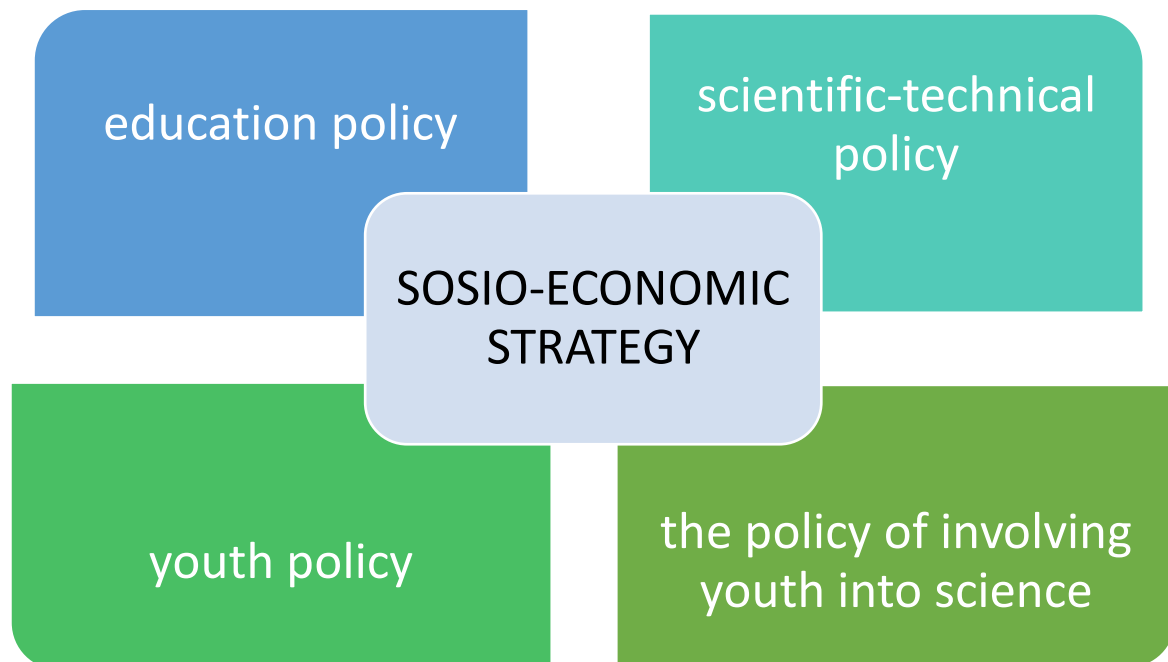 education policy
scientific-technical
policy
SOSIO-ECONOMIC
STRATEGY
youth policy
the policy of involving
youth into science